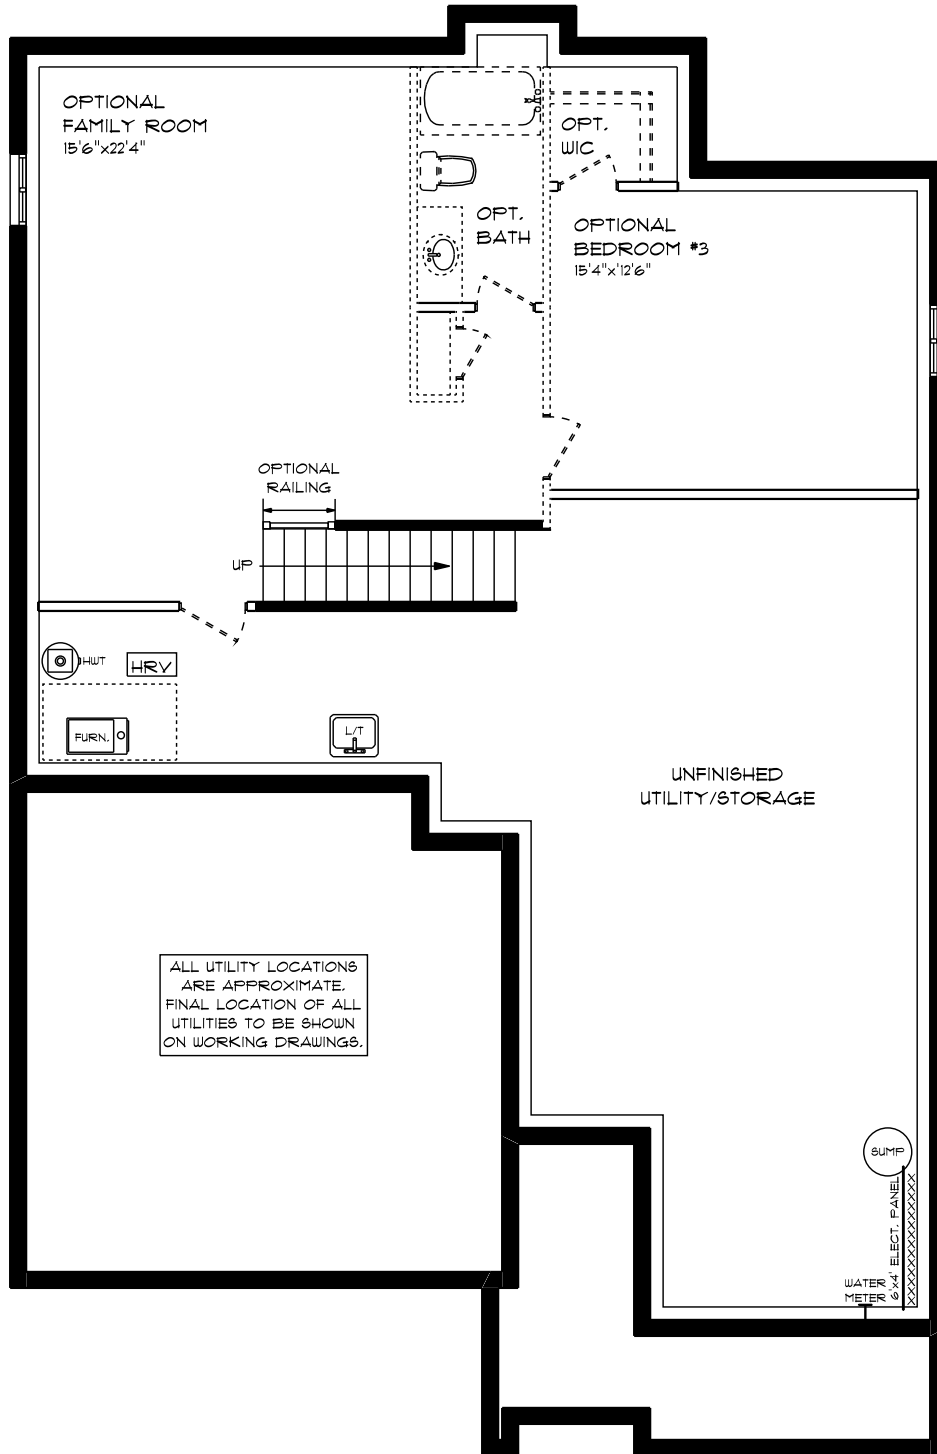 OPTIONAL
FAMILY ROOM
15'6"x22'4"
OPT.
WIC
OPT.
BATH
OPTIONAL
BEDROOM #3
15'4"x'12'6"
OPTIONAL
RAILING
UP
HWT
HRV
FURN.
L/T
UNFINISHED
UTILITY/STORAGE
ALL UTILITY LOCATIONS
ARE APPROXIMATE.
FINAL LOCATION OF ALL
UTILITIES TO BE SHOWN
ON WORKING DRAWINGS.
SUMP
6'x4' ELECT. PANEL
WATER
METER